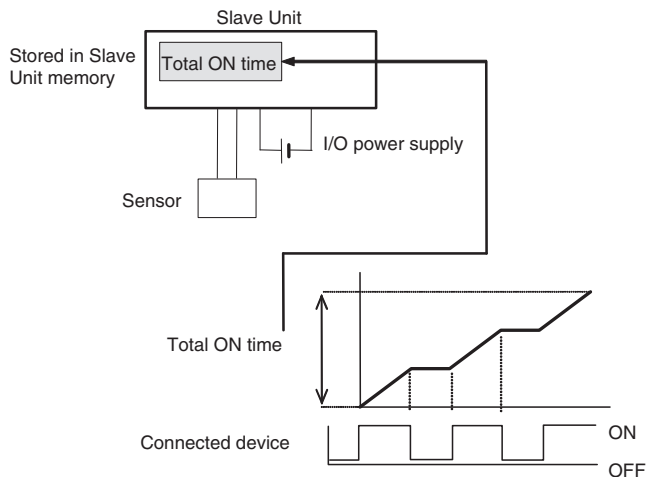 Slave Unit
Stored in Slave
Unit memory
Total ON time
I/O power supply
Sensor
Total ON time
Connected device
ON
OFF